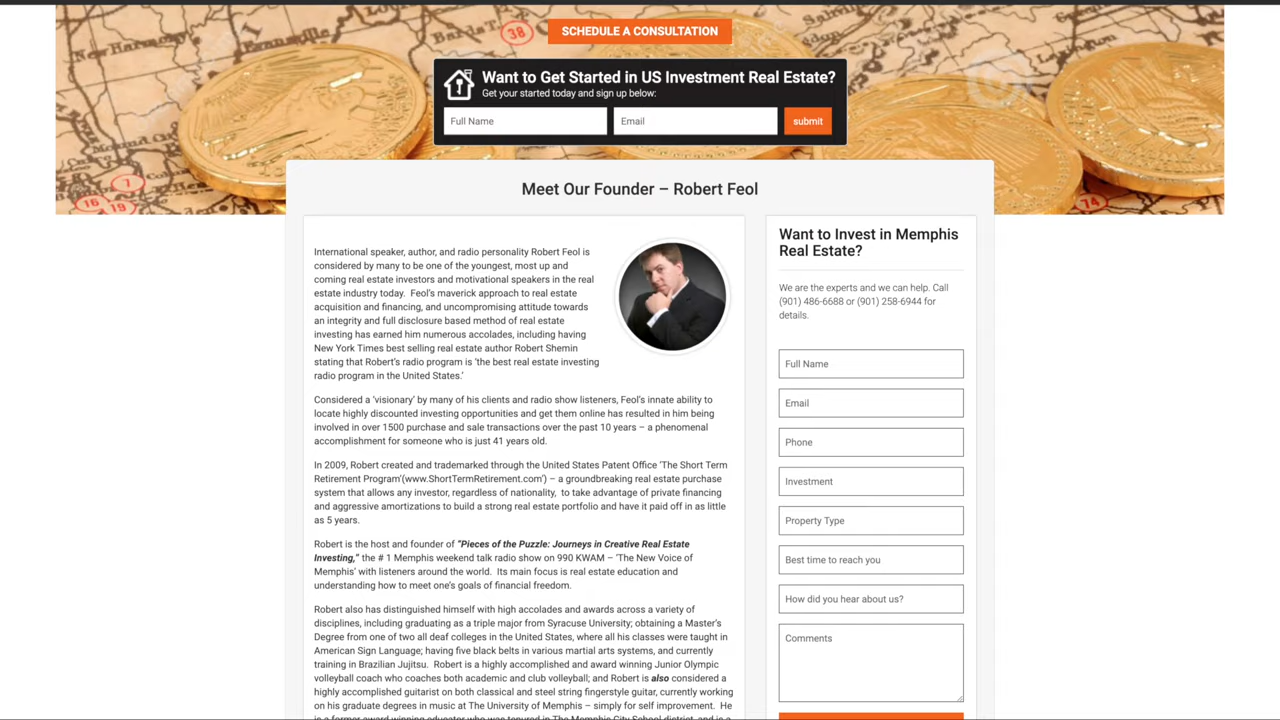 SCHEDULE A CONSULTATION
38
Want to Get Started in US Investment Real Estate?
Get your started today and sign up below:
Full Name
Email
submit
7
16
19
74
Meet Our Founder – Robert Feol
International speaker, author, and radio personality Robert Feol is
considered by many to be one of the youngest, most up and
coming real estate investors and motivational speakers in the real
estate industry today.  Feol's maverick approach to real estate
acquisition and financing, and uncompromising attitude towards
an integrity and full disclosure based method of real estate
investing has earned him numerous accolades, including having
New York Times best selling real estate author Robert Shemin
stating that Robert's radio program is 'the best real estate investing
radio program in the United States.'
Considered a 'visionary' by many of his clients and radio show listeners, Feol's innate ability to
locate highly discounted investing opportunities and get them online has resulted in him being
involved in over 1500 purchase and sale transactions over the past 10 years – a phenomenal
accomplishment for someone who is just 41 years old.
In 2009, Robert created and trademarked through the United States Patent Office 'The Short Term
Retirement Program'(www.ShortTermRetirement.com') – a groundbreaking real estate purchase
system that allows any investor, regardless of nationality,  to take advantage of private financing
and aggressive amortizations to build a strong real estate portfolio and have it paid off in as little
as 5 years.
Robert is the host and founder of "Pieces of the Puzzle: Journeys in Creative Real Estate
Investing," the # 1 Memphis weekend talk radio show on 990 KWAM – 'The New Voice of
Memphis' with listeners around the world.  Its main focus is real estate education and
understanding how to meet one's goals of financial freedom.
Robert also has distinguished himself with high accolades and awards across a variety of
disciplines, including graduating as a triple major from Syracuse University; obtaining a Master's
Degree from one of two all deaf colleges in the United States, where all his classes were taught in
American Sign Language; having five black belts in various martial arts systems, and currently
training in Brazilian Jujitsu.  Robert is a highly accomplished and award winning Junior Olympic
volleyball coach who coaches both academic and club volleyball; and Robert is also considered a
highly accomplished guitarist on both classical and steel string fingerstyle guitar, currently working
on his graduate degrees in music at The University of Memphis – simply for self improvement.  He
is a former award winning educator who was tenured in The Memphis City School district, and is a
Want to Invest in Memphis
Real Estate?
We are the experts and we can help. Call
(901) 486-6688 or (901) 258-6944 for
details.
Full Name
Email
Phone
Investment
Property Type
Best time to reach you
How did you hear about us?
Comments